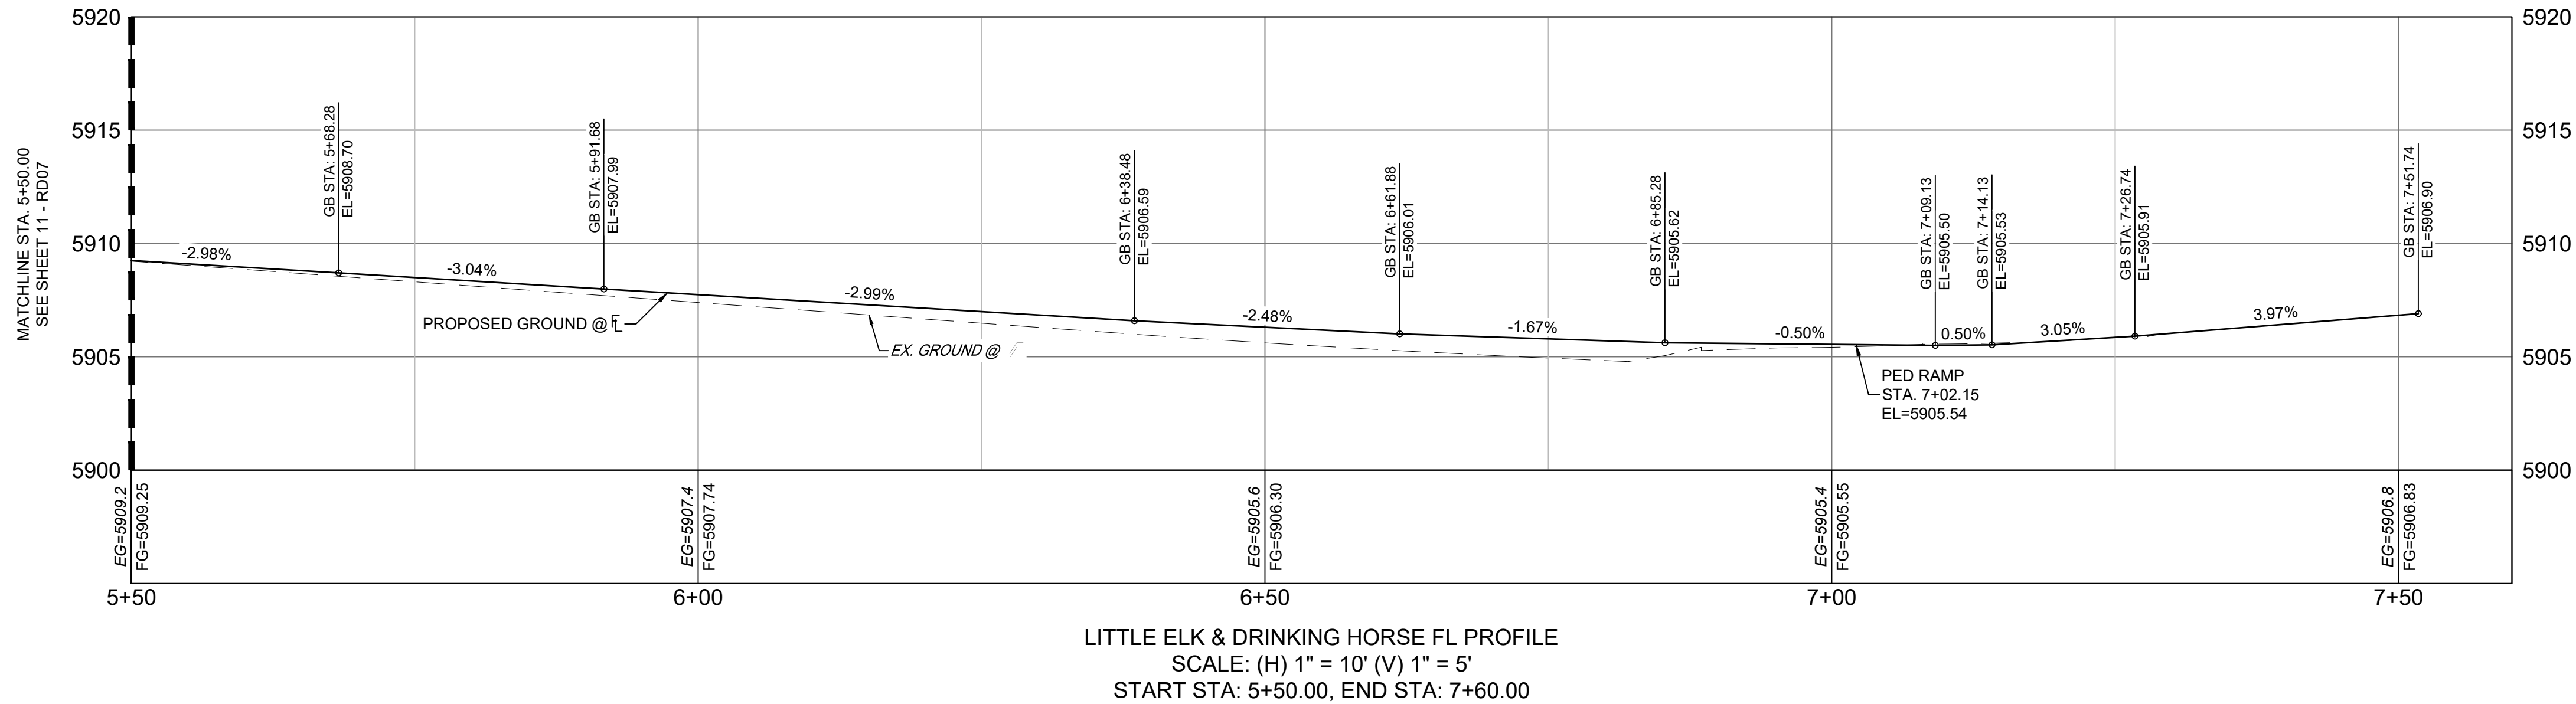 5920
5915
5910
5905
5900
5920
5915
5910
5905
5900
MATCHLINE STA. 5+50.00
SEE SHEET 11 - RD07
GB STA: 5+68.28
EL=5908.70
GB STA: 5+91.68
EL=5907.99
GB STA: 6+38.48
EL=5906.59
GB STA: 6+61.88
EL=5906.01
GB STA: 6+85.28
EL=5905.62
GB STA: 7+09.13
EL=5905.50
GB STA: 7+14.13
EL=5905.53
GB STA: 7+26.74
EL=5905.91
GB STA: 7+51.74
EL=5906.90
-2.98%
-3.04%
-2.99%
-2.48%
-1.67%
-0.50%
0.50%
3.05%
3.97%
PROPOSED GROUND @ FL
EX. GROUND @ FL
PED RAMP
STA. 7+02.15
EL=5905.54
EG=5909.2
FG=5909.25
EG=5907.4
FG=5907.74
EG=5905.6
FG=5906.30
EG=5905.4
FG=5905.55
EG=5906.8
FG=5906.83
5+50
6+00
6+50
7+00
7+50
LITTLE ELK & DRINKING HORSE FL PROFILE
SCALE: (H) 1" = 10' (V) 1" = 5'
START STA: 5+50.00, END STA: 7+60.00